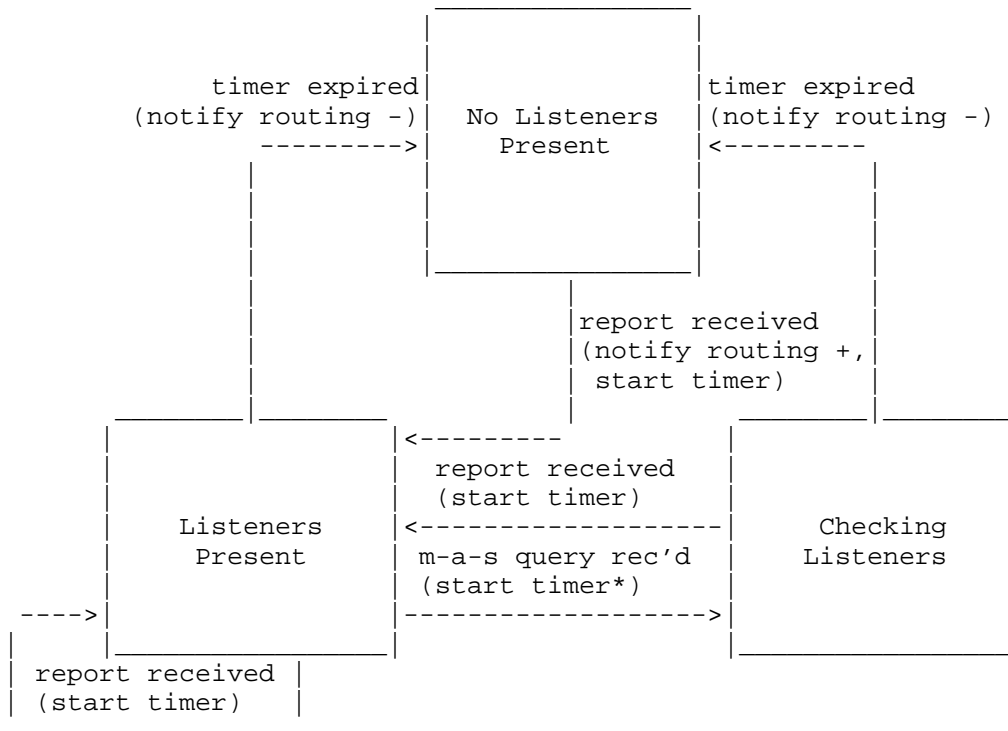 timer expired
(notify routing -)
No Listeners
Present
timer expired
(notify routing -)
report received
(notify routing +,
start timer)
report received
(start timer)
Listeners
Present
m-a-s query rec'd
(start timer*)
Checking
Listeners
report received
(start timer)